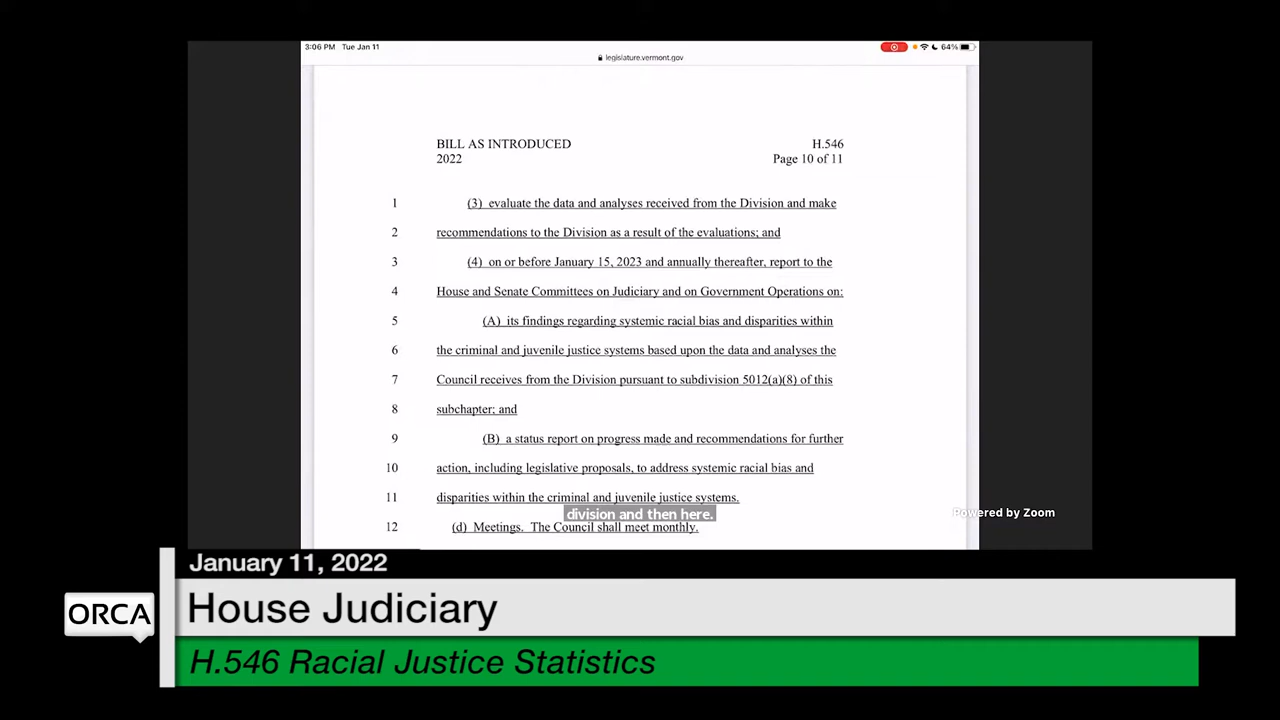 3:06 PM Tue Jan 11
64%
legislature.vermont.gov
BILL AS INTRODUCED H.546
2022 Page 10 of 11
1 (3) evaluate the data and analyses received from the Division and make
2 recommendations to the Division as a result of the evaluations; and
3 (4) on or before January 15, 2023 and annually thereafter, report to the
4 House and Senate Committees on Judiciary and on Government Operations on:
5 (A) its findings regarding systemic racial bias and disparities within
6 the criminal and juvenile justice systems based upon the data and analyses the
7 Council receives from the Division pursuant to subdivision 5012(a)(8) of this
8 subchapter; and
9 (B) a status report on progress made and recommendations for further
10 action, including legislative proposals, to address systemic racial bias and
11 disparities within the criminal and juvenile justice systems.
division and then here.
12 (d) Meetings. The Council shall meet monthly.
Powered by Zoom
January 11, 2022
ORCA
House Judiciary
H.546 Racial Justice Statistics